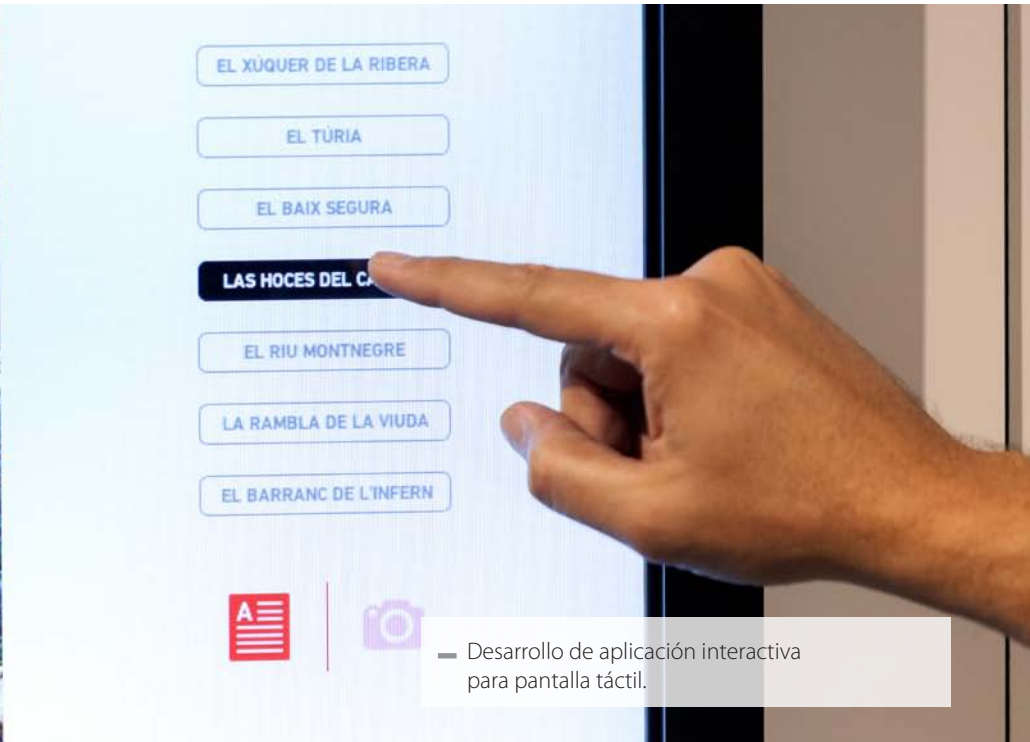 EL XÚQUER DE LA RIBERA
EL TÚRIA
EL BAIX SEGURA
LAS HOCES DEL
EL RIU MONTNEGRE
LA RAMBLA DE LA VIUDA
EL BARRANC DE L'INFERN
A
Desarrollo de aplicación interactiva
para pantalla táctil.